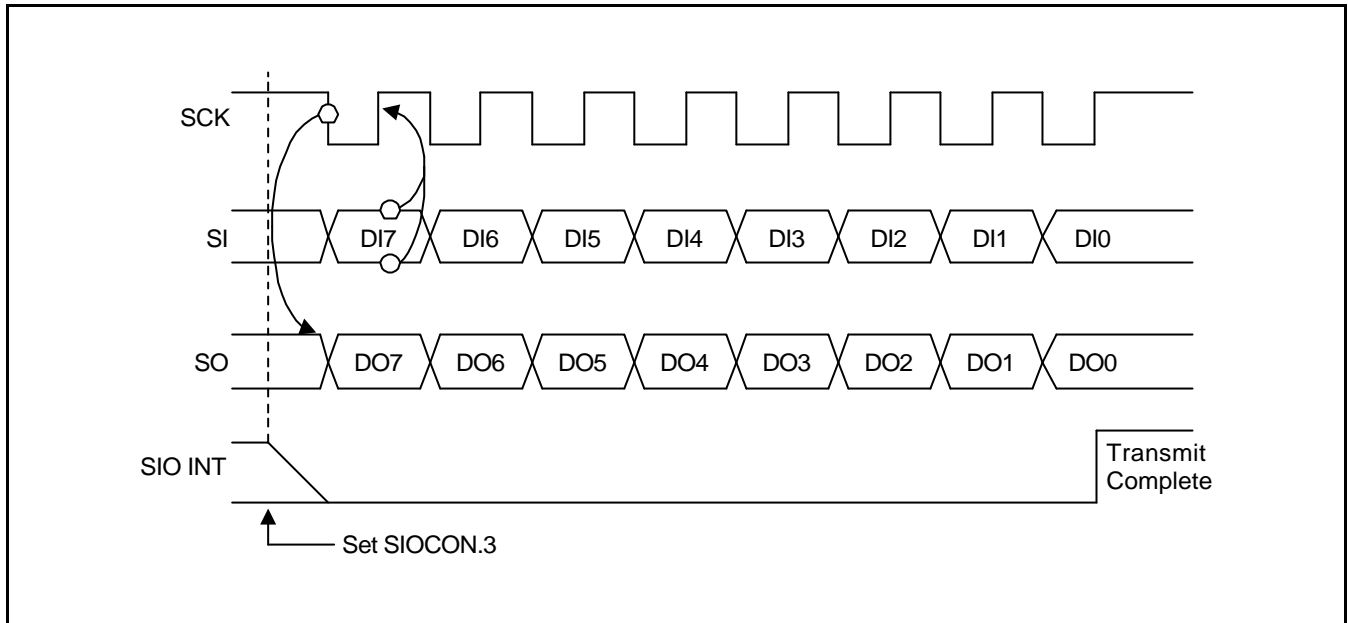 SCK
SI
DI7
DI6
DI5
DI4
DI3
DI2
DI1
DI0
SO
DO7
DO6
DO5
DO4
DO3
DO2
DO1
DO0
SIO INT
Transmit
Complete
Set SIOCON.3